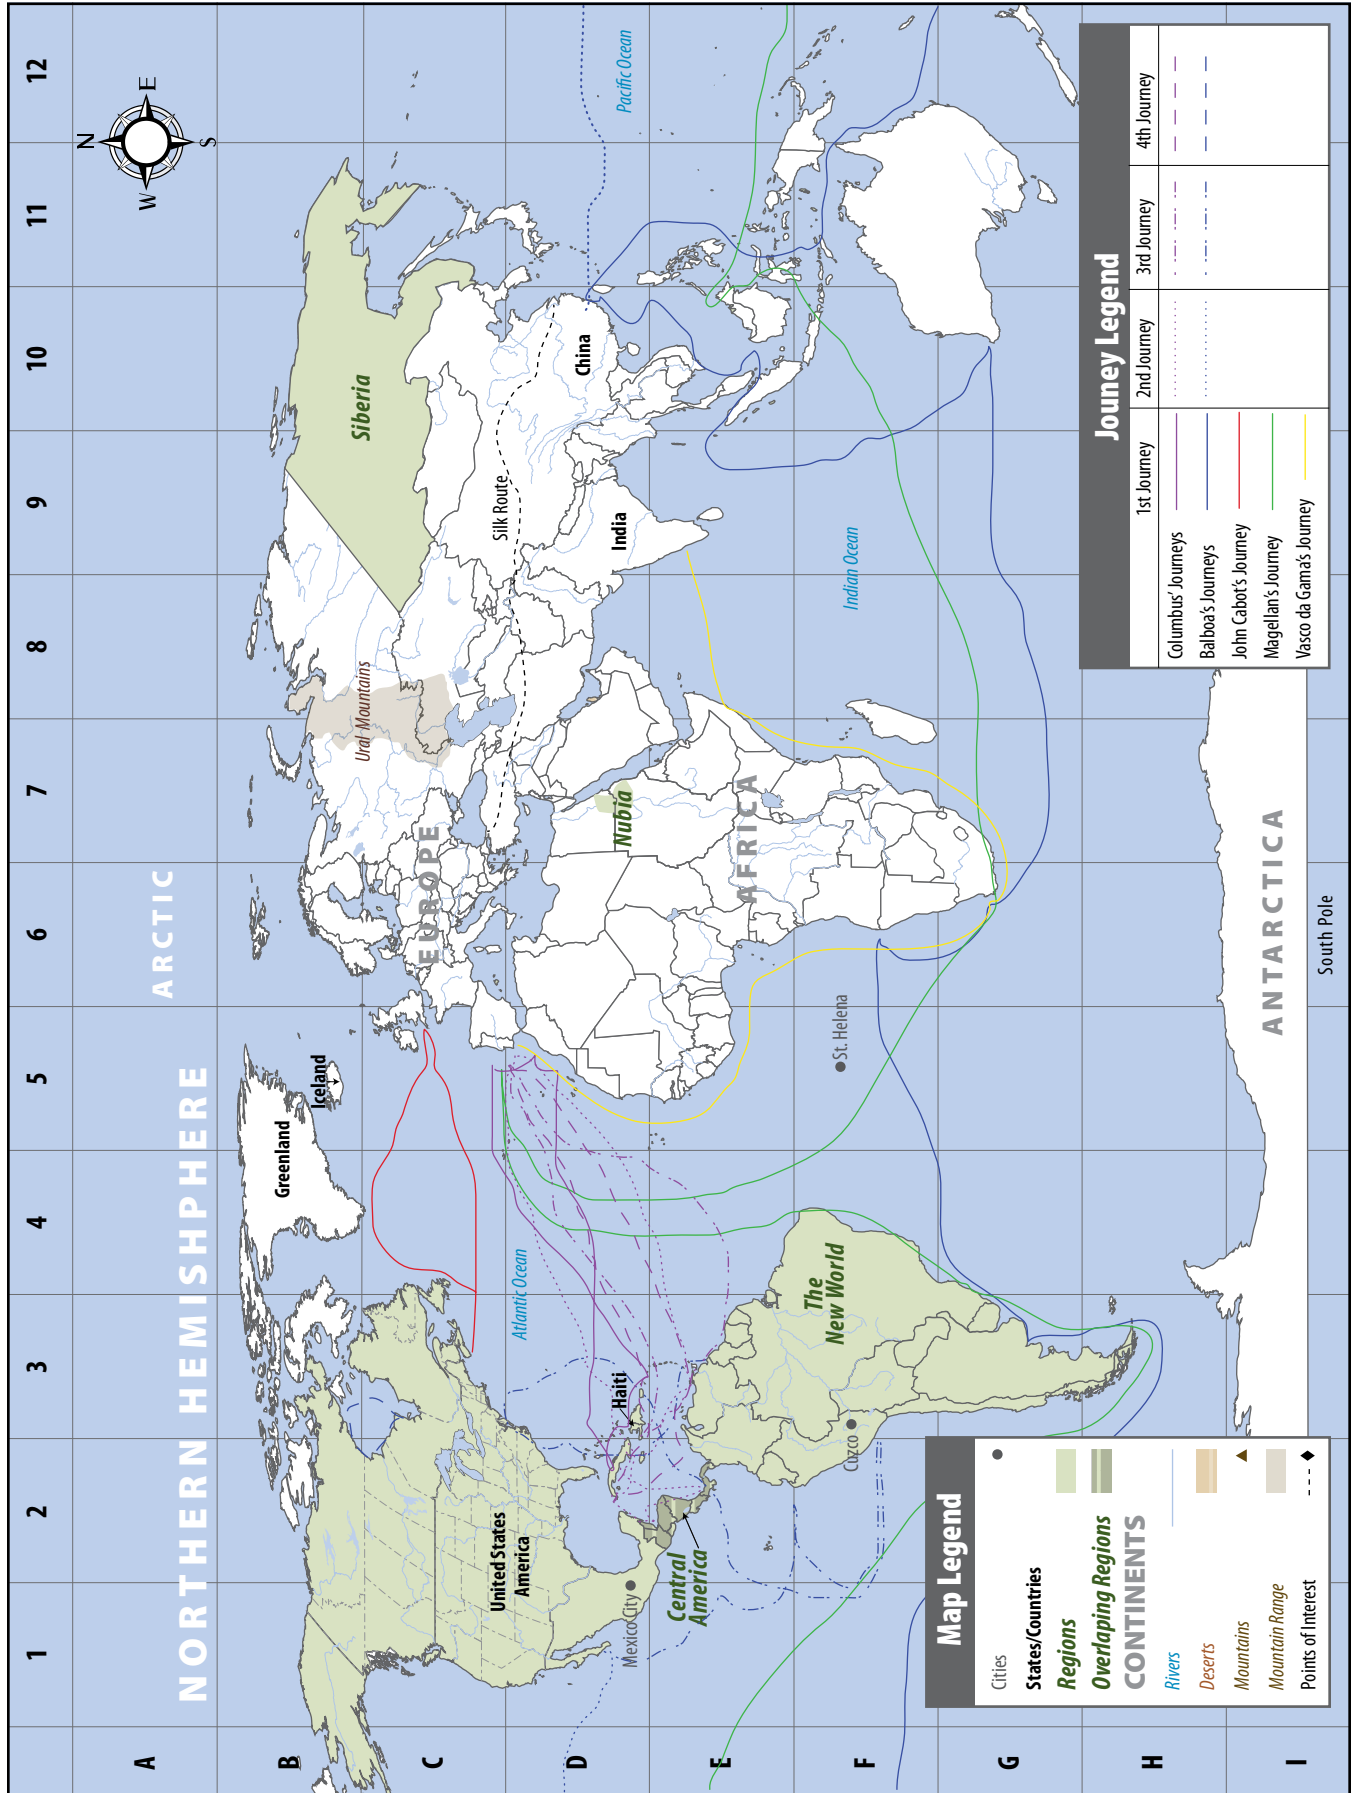 NORTHERN HEMISHPHERE
ARCTIC
1
2
3
4
5
6
7
8
9
10
11
12
A
B
C
D
E
F
G
H
I
N
E
S
W
Greenland
Iceland
Siberia
Ural Mountains
EUROPE
Silk Route
China
India
Nubia
AFRICA
Pacific Ocean
Atlantic Ocean
Indian Ocean
United States
America
Mexico City
Haiti
Central
America
The
New World
Cuzco
St. Helena
ANTARCTICA
South Pole
Map Legend
Cities
States/Countries
Regions
Overlaping Regions
CONTINENTS
Rivers
Deserts
Mountains
Mountain Range
Points of Interest
Jouney Legend
1st Journey
2nd Journey
3rd Journey
4th Journey
Columbus' Journeys
Balboa's Journeys
John Cabot's Journey
Magellan's Journey
Vasco da Gama's Journey